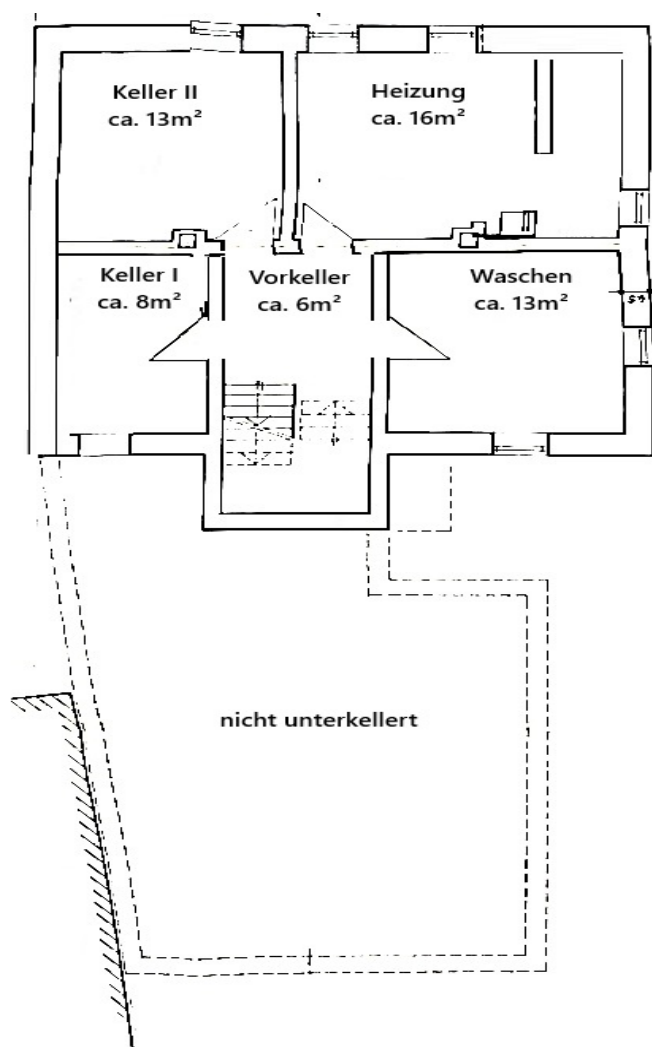 Keller II
ca. 13m²
Heizung
ca. 16m²
Keller I
ca. 8m²
Vorkeller
ca. 6m²
Waschen
ca. 13m²
nicht unterkellert